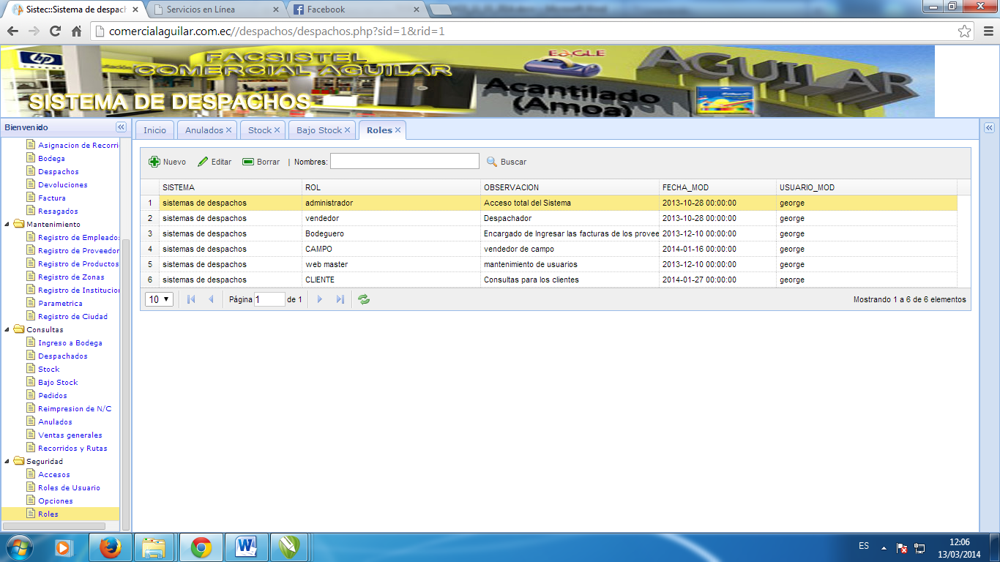 Sistec::Sistema de despach
Servicios en Línea
Facebook
comercialaguilar.com.ec//despachos/despachos.php?sid=1&rid=1
hp
FACSISTEL
COMERCIAL AGUILAR
SISTEMA DE DESPACHOS
EAGLE
AGUILAR
Acantilado
(Amoa)
Bienvenido
Inicio
Anulados
Stock
Bajo Stock
Roles
Asignacion de Recorri
Bodega
Despachos
Devoluciones
Factura
Resagados
Mantenimiento
Registro de Empleados
Registro de Proveedor
Registro de Productos
Registro de Zonas
Registro de Institucion
Parametrica
Registro de Ciudad
Consultas
Ingreso a Bodega
Despachados
Stock
Bajo Stock
Pedidos
Reimpresion de N/C
Anulados
Ventas generales
Recorridos y Rutas
Seguridad
Accesos
Roles de Usuario
Opciones
Roles
Nuevo Editar Borrar | Nombres: Buscar
SISTEMA ROL OBSERVACION FECHA_MOD USUARIO_MOD
1 sistemas de despachos administrador Acceso total del Sistema 2013-10-28 00:00:00 george
2 sistemas de despachos vendedor Despachador 2013-10-28 00:00:00 george
3 sistemas de despachos Bodeguero Encargado de Ingresar las facturas de los provee 2013-12-10 00:00:00 george
4 sistemas de despachos CAMPO vendedor de campo 2014-01-16 00:00:00 george
5 sistemas de despachos web master mantenimiento de usuarios 2013-12-10 00:00:00 george
6 sistemas de despachos CLIENTE Consultas para los clientes 2014-01-27 00:00:00 george
10 Página 1 de 1 Mostrando 1 a 6 de 6 elementos
ES
12:06
13/03/2014